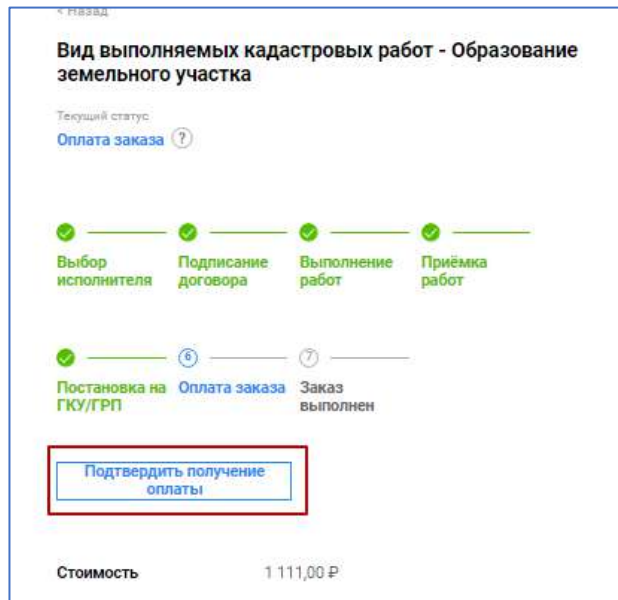 < Назад
Вид выполняемых кадастровых работ - Образование
земельного участка
Текущий статус
Оплата заказа ?
Выбор Подписание Выполнение Приёмка
исполнителя договора работ работ
6 7
Постановка на Оплата заказа Заказ
ГКУ/ГРП выполнен
Подтвердить получение
оплаты
Стоимость 1 111,00 ₽